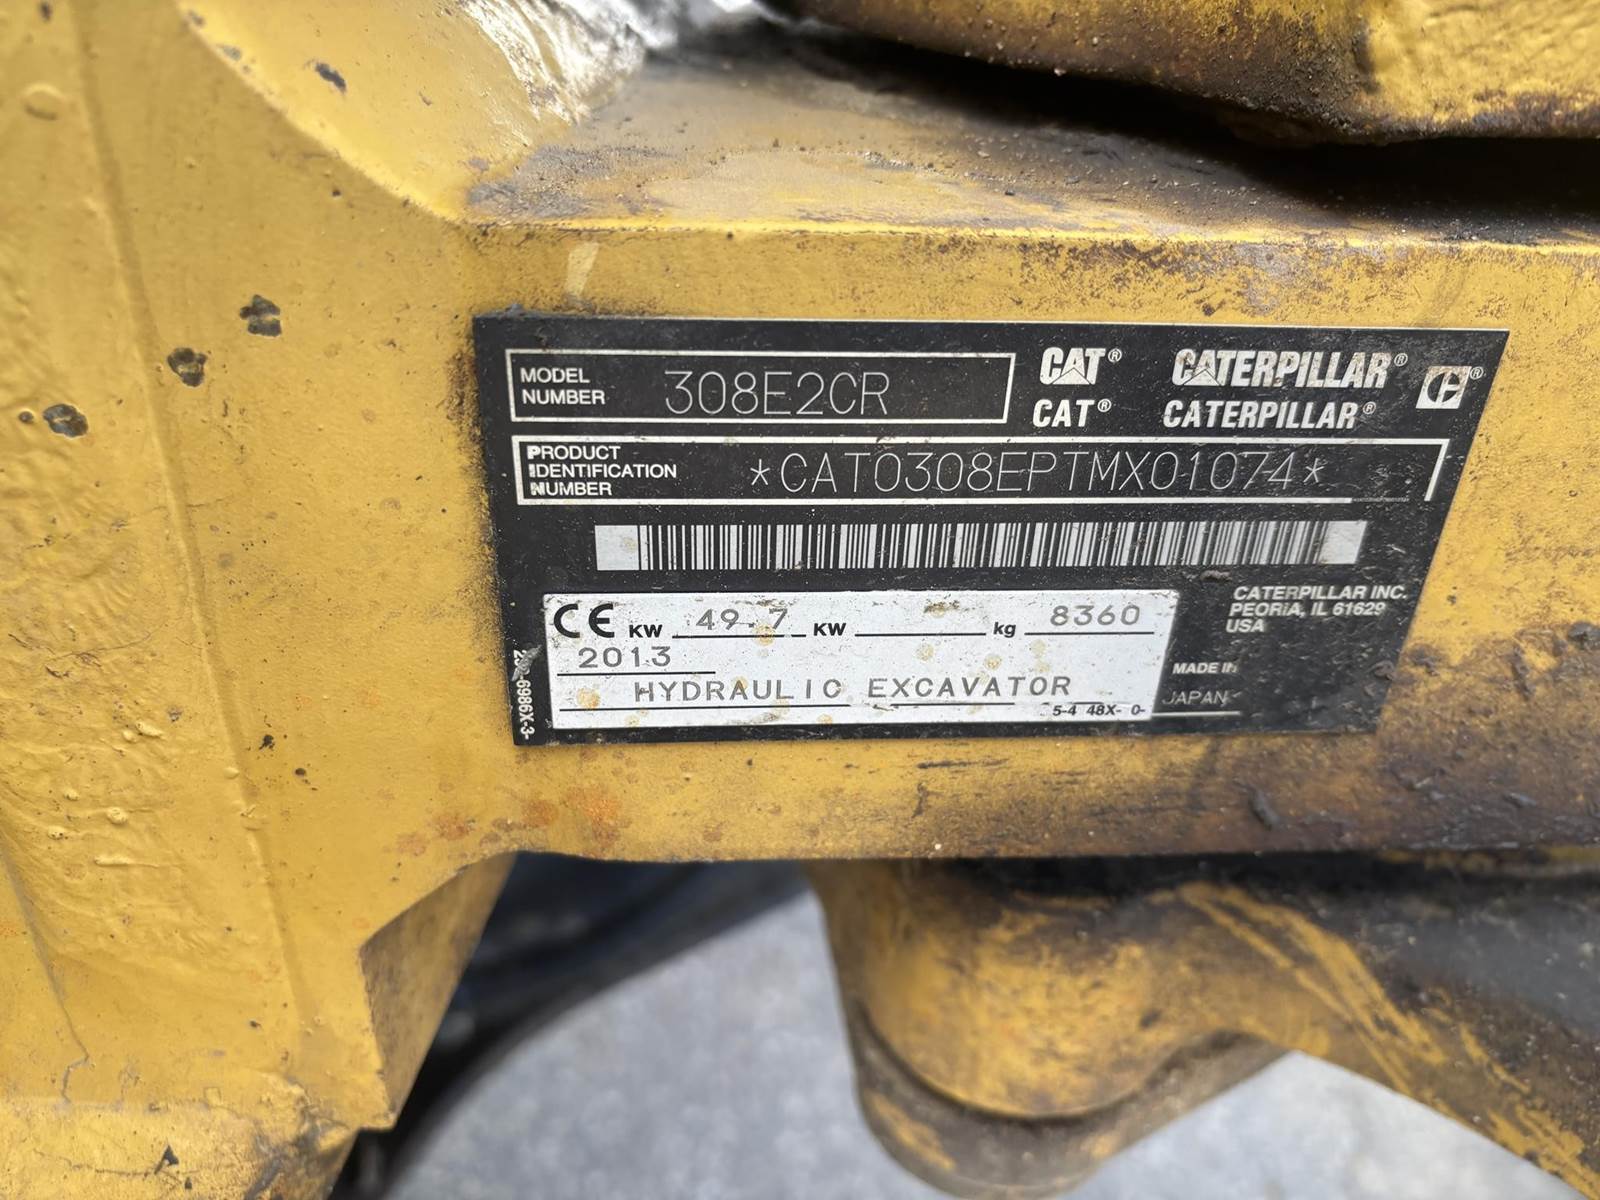 MODEL NUMBER 308E2CR
CAT® CATERPILLAR® ®
CAT® CATERPILLAR®
PRODUCT IDENTIFICATION NUMBER *CAT0308EPTMX01074*
CE KW 49.7 KW kg 8360
2013
HYDRAULIC EXCAVATOR
CATERPILLAR INC.
PEORIA, IL 61629
USA
MADE IN
JAPAN